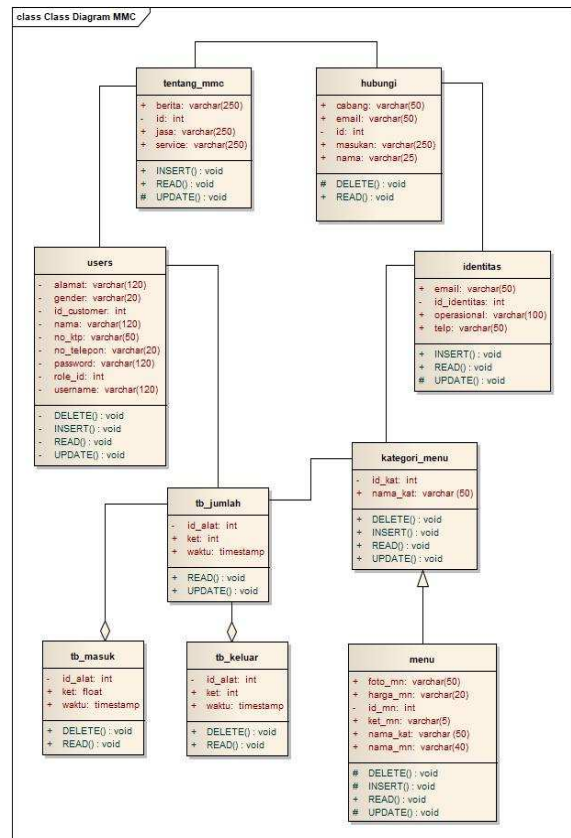 class Class Diagram MMC
tentang_mmc
+ berita: varchar(250)
- id: int
+ jasa: varchar(250)
+ service: varchar(250)
+ INSERT() : void
+ READ() : void
# UPDATE() : void
hubungi
+ cabang: varchar(50)
+ email: varchar(50)
- id: int
+ masukan: varchar(250)
+ nama: varchar(25)
# DELETE() : void
+ READ() : void
users
- alamat: varchar(120)
- gender: varchar(20)
- id_customer: int
- nama: varchar(120)
- no_ktp: varchar(50)
- no_telepon: varchar(20)
- password: varchar(120)
- role_id: int
- username: varchar(120)
- DELETE() : void
- INSERT() : void
- READ() : void
- UPDATE() : void
identitas
+ email: varchar(50)
- id_identitas: int
+ operasional: varchar(100)
+ telp: varchar(50)
+ INSERT() : void
+ READ() : void
# UPDATE() : void
kategori_menu
- id_kat: int
+ nama_kat: varchar (50)
+ DELETE() : void
+ INSERT() : void
+ READ() : void
+ UPDATE() : void
tb_jumlah
- id_alat: int
+ ket: int
+ waktu: timestamp
+ READ() : void
+ UPDATE() : void
tb_masuk
- id_alat: int
+ ket: float
+ waktu: timestamp
+ DELETE() : void
+ READ() : void
tb_keluar
- id_alat: int
+ ket: int
+ waktu: timestamp
+ DELETE() : void
+ READ() : void
menu
+ foto_mn: varchar(50)
+ harga_mn: varchar(20)
- id_mn: int
+ ket_mn: varchar(5)
+ nama_kat: varchar (50)
+ nama_mn: varchar(40)
# DELETE() : void
# INSERT() : void
+ READ() : void
# UPDATE() : void